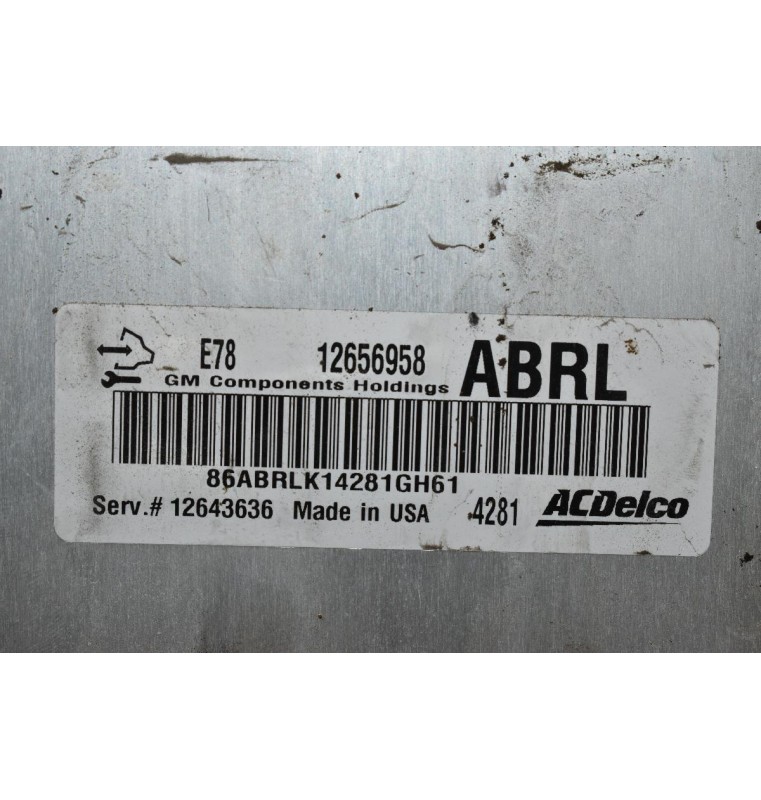 E78 12656958 ABRL
GM Components Holdings
86ABRLK14281GH61
Serv.# 12643636 Made in USA 4281 ACDelco